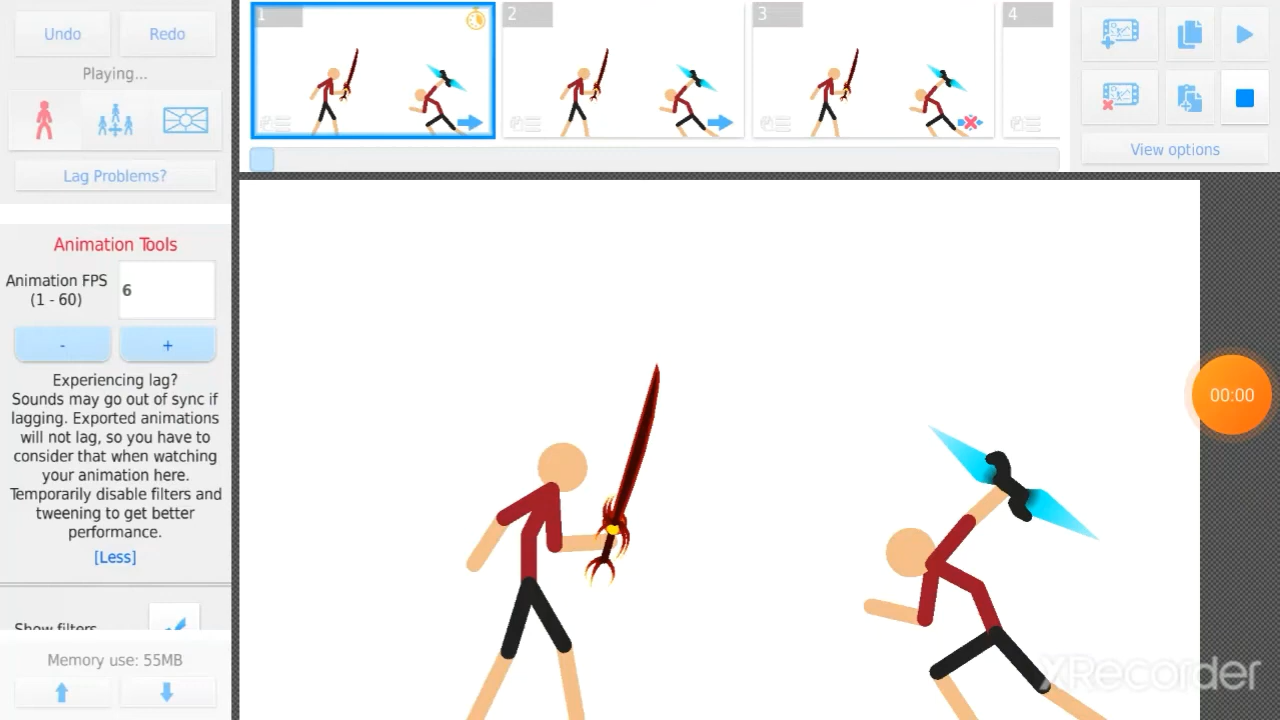 Undo
Redo
Playing...
Lag Problems?
Animation Tools
Animation FPS
(1 - 60)
6
-
+
Experiencing lag?
Sounds may go out of sync if
lagging. Exported animations
will not lag, so you have to
consider that when watching
your animation here.
Temporarily disable filters and
tweening to get better
performance.
[Less]
Show filters
Memory use: 55MB
1
2
3
4
View options
00:00
XRecorder